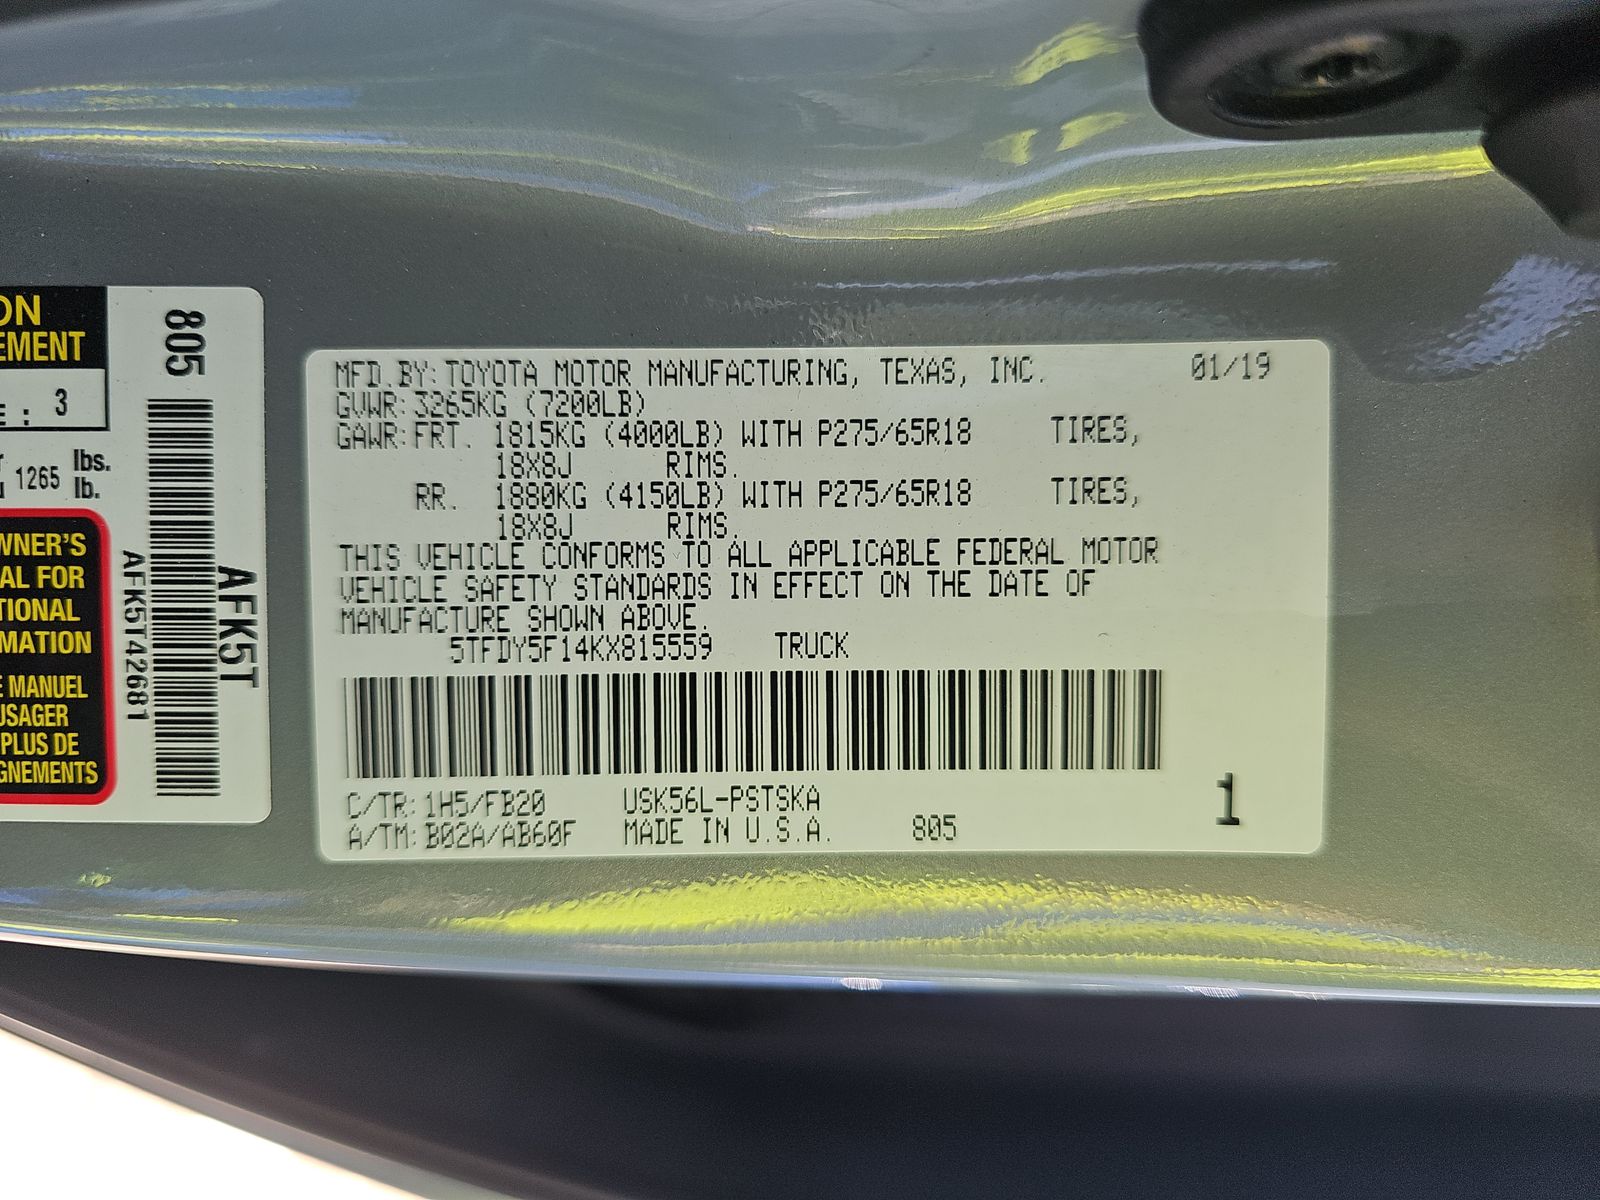 ON
EMENT
E : 3
1265 lbs.
lb.
WNER'S
AL FOR
TIONAL
MATION
E MANUEL
USAGER
PLUS DE
GNEMENTS
805
AFK5T42681
AFK5T
MFD.BY:TOYOTA MOTOR MANUFACTURING, TEXAS, INC. 01/19
GVWR:3265KG (7200LB)
GAWR:FRT. 1815KG (4000LB) WITH P275/65R18 TIRES,
18X8J RIMS.
RR. 1880KG (4150LB) WITH P275/65R18 TIRES,
18X8J RIMS.
THIS VEHICLE CONFORMS TO ALL APPLICABLE FEDERAL MOTOR
VEHICLE SAFETY STANDARDS IN EFFECT ON THE DATE OF
MANUFACTURE SHOWN ABOVE.
5TFDY5F14KX815559 TRUCK
C/TR:1H5/FB20 USK56L-PSTSKA
A/TM:B02A/AB60F MADE IN U.S.A. 805
1